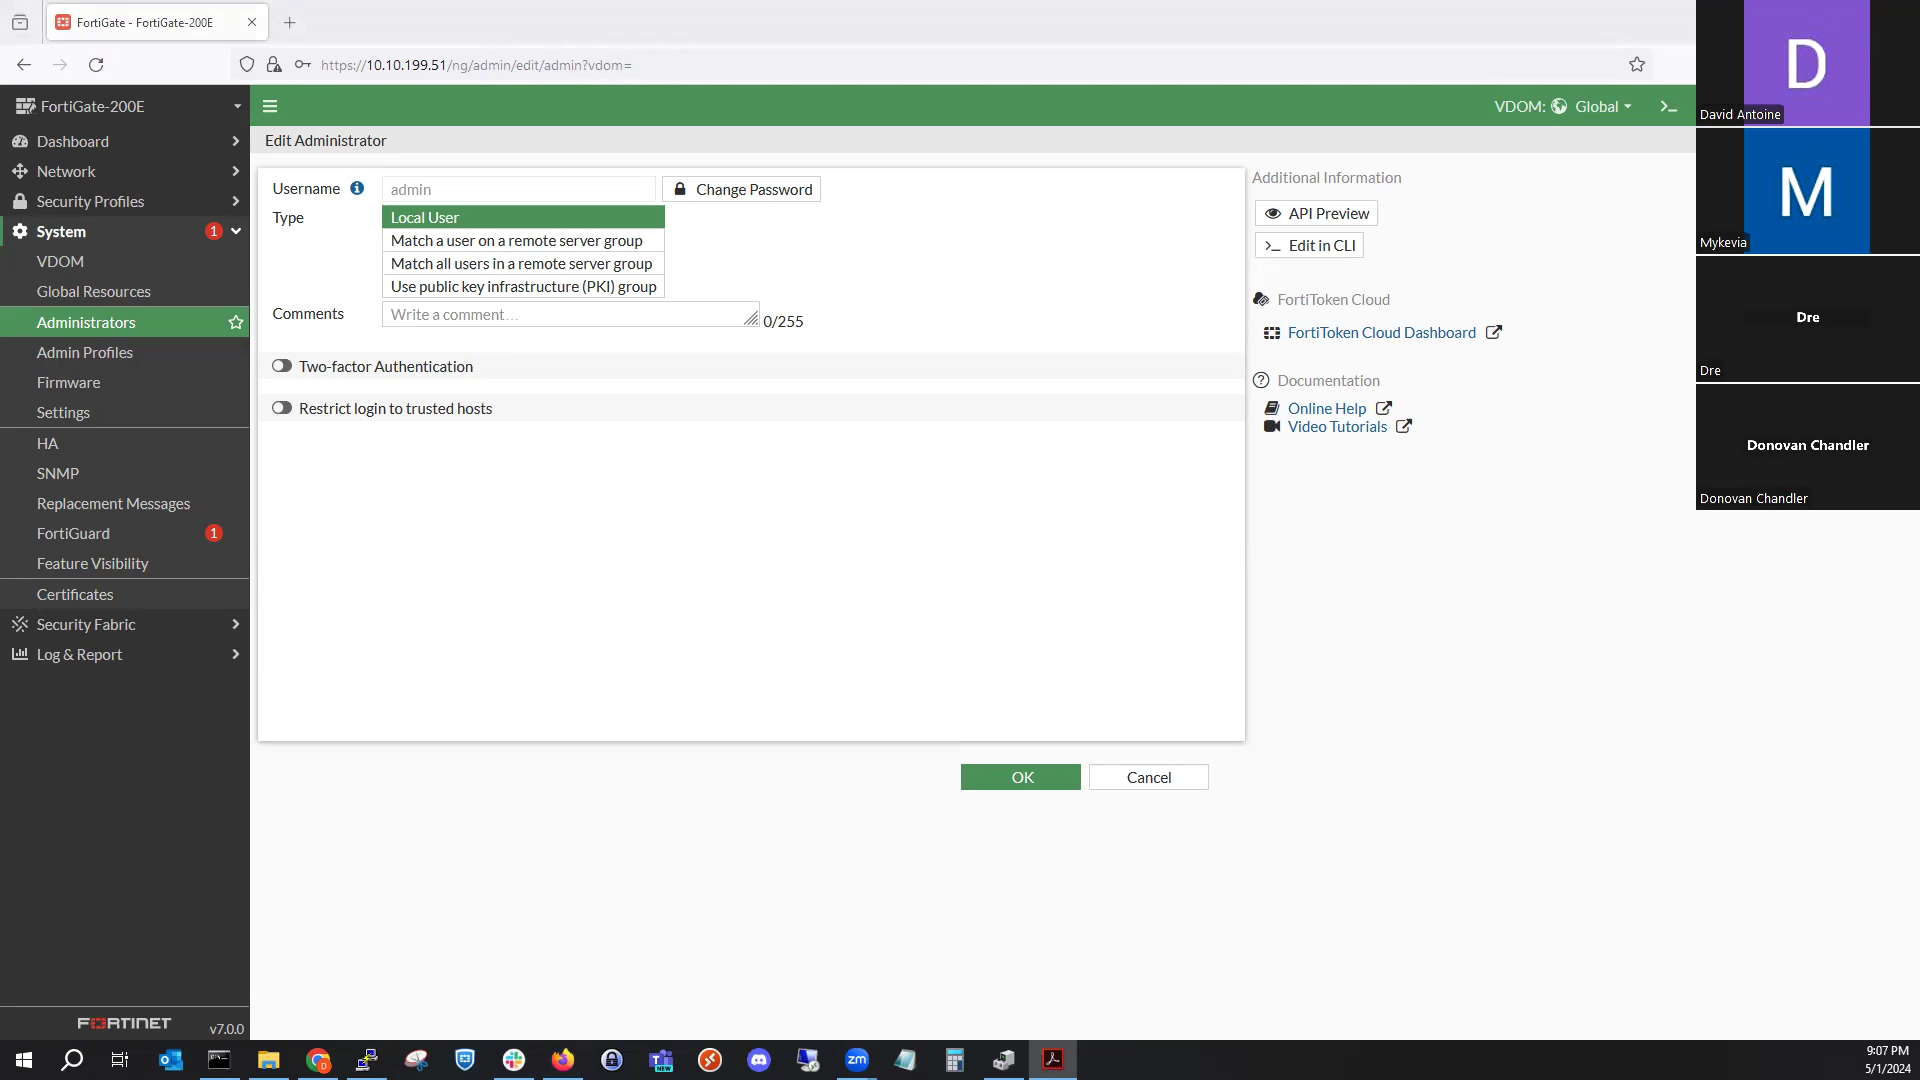 FortiGate - FortiGate-200E
https://10.10.199.51/ng/admin/edit/admin?vdom=
FortiGate-200E
Dashboard
Network
Security Profiles
System 1
VDOM
Global Resources
Administrators
Admin Profiles
Firmware
Settings
HA
SNMP
Replacement Messages
FortiGuard 1
Feature Visibility
Certificates
Security Fabric
Log & Report
FORTINET v7.0.0
VDOM: Global
Edit Administrator
Username admin Change Password
Type
Local User
Match a user on a remote server group
Match all users in a remote server group
Use public key infrastructure (PKI) group
Comments Write a comment... 0/255
Two-factor Authentication
Restrict login to trusted hosts
OK Cancel
Additional Information
API Preview
Edit in CLI
FortiToken Cloud
FortiToken Cloud Dashboard
Documentation
Online Help
Video Tutorials
D
David Antoine
M
Mykevia
Dre
Dre
Donovan Chandler
Donovan Chandler
zm
NEW
9:07 PM
5/1/2024